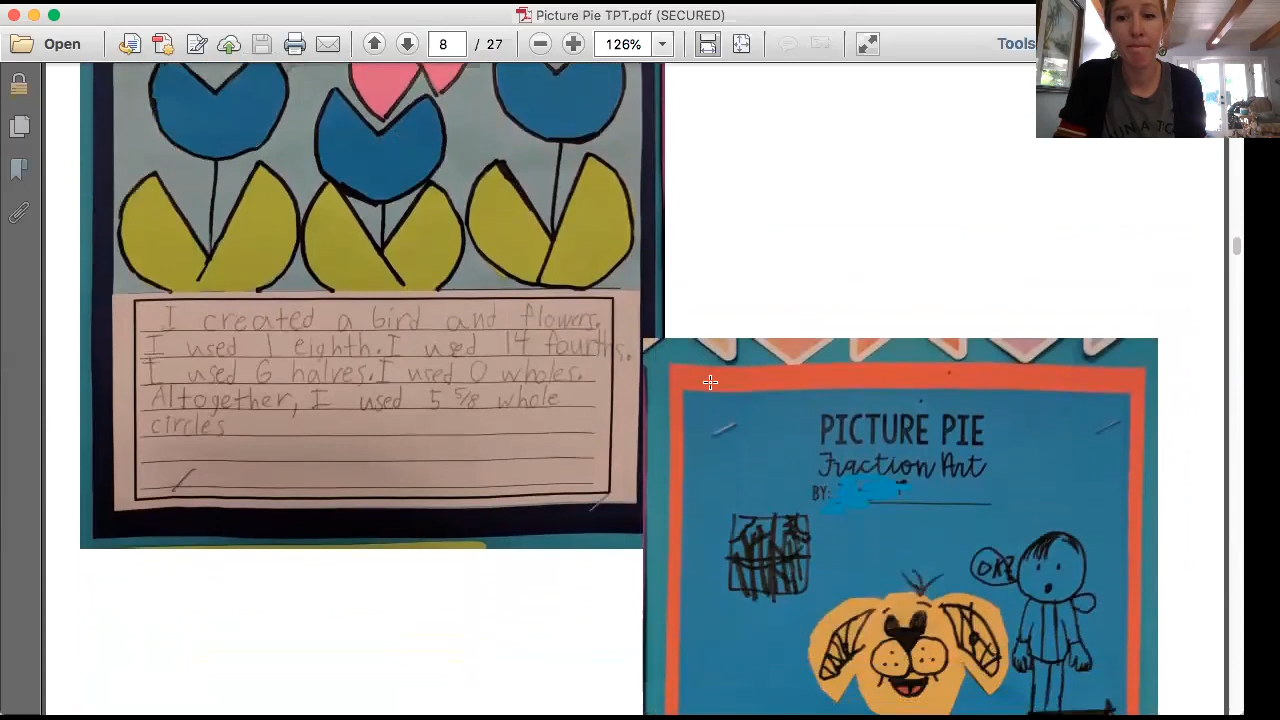 Picture Pie TPT.pdf (SECURED)
Open
8 / 27
126%
Tools
I created a bird and flowers.
I used 1 eighth. I used 14 fourths.
I used 6 halves. I used 0 wholes.
Altogether, I used 5 5/8 whole
circles
PICTURE PIE
Fraction Art
BY:
OK?